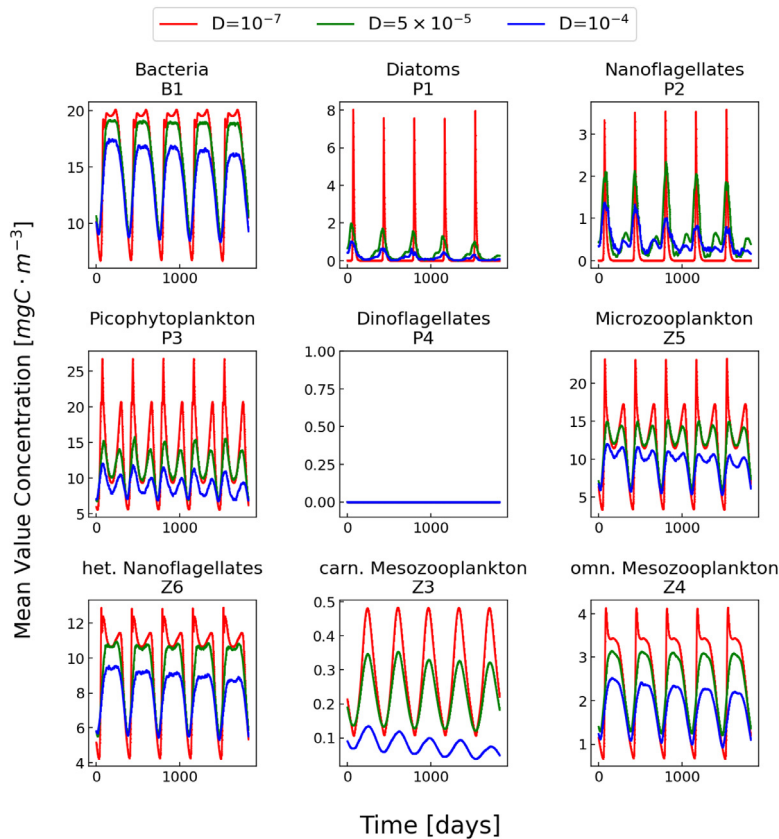 D=10⁻⁷ D=5 × 10⁻⁵ D=10⁻⁴
Bacteria
B1
20
15
10
0 1000
Diatoms
P1
8
6
4
2
0
0 1000
Nanoflagellates
P2
3
2
1
0
0 1000
Picophytoplankton
P3
25
20
15
10
5
0 1000
Dinoflagellates
P4
1.00
0.75
0.50
0.25
0.00
0 1000
Microzooplankton
Z5
20
15
10
5
0 1000
het. Nanoflagellates
Z6
12
10
8
6
4
0 1000
carn. Mesozooplankton
Z3
0.5
0.4
0.3
0.2
0.1
0 1000
omn. Mesozooplankton
Z4
4
3
2
1
0 1000
Mean Value Concentration [mgC · m⁻³]
Time [days]